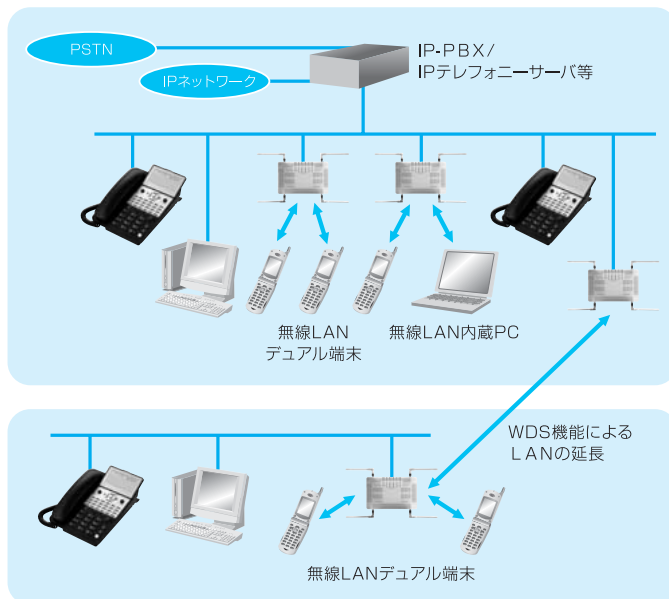 PSTN
IPネットワーク
IP-PBX/
IPテレフォニーサーバ等
無線LAN
デュアル端末
無線LAN内蔵PC
WDS機能による
LANの延長
無線LANデュアル端末